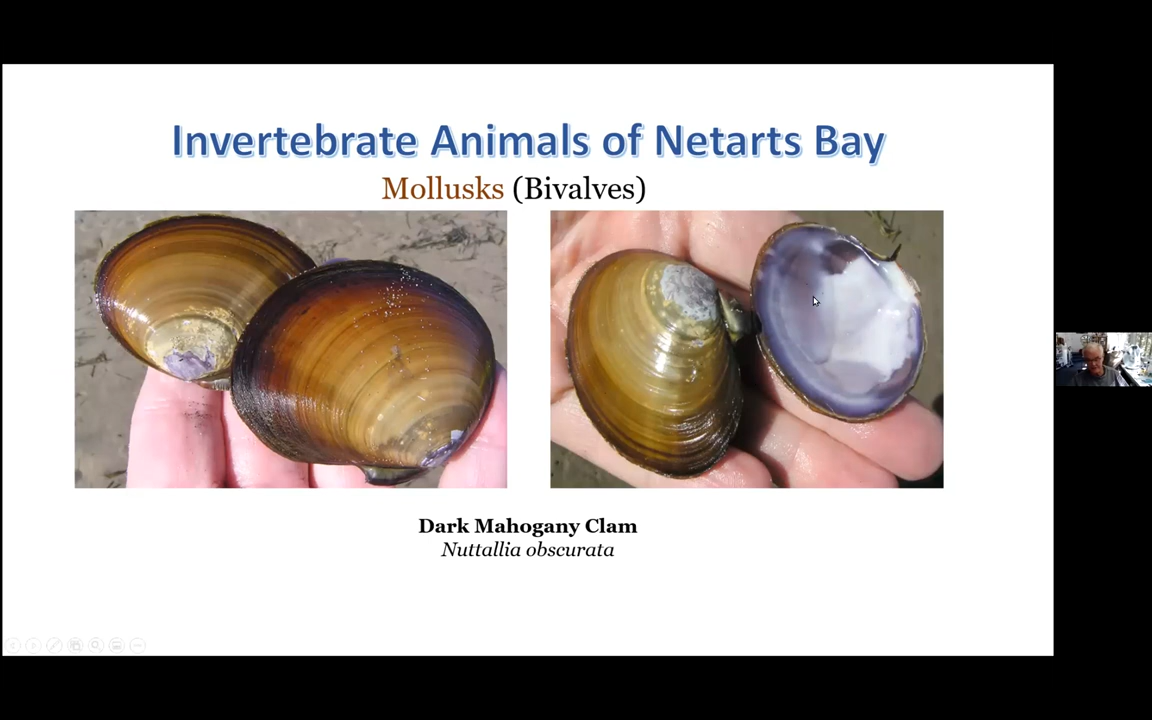 Invertebrate Animals of Netarts Bay
Mollusks (Bivalves)
Dark Mahogany Clam
Nuttallia obscurata